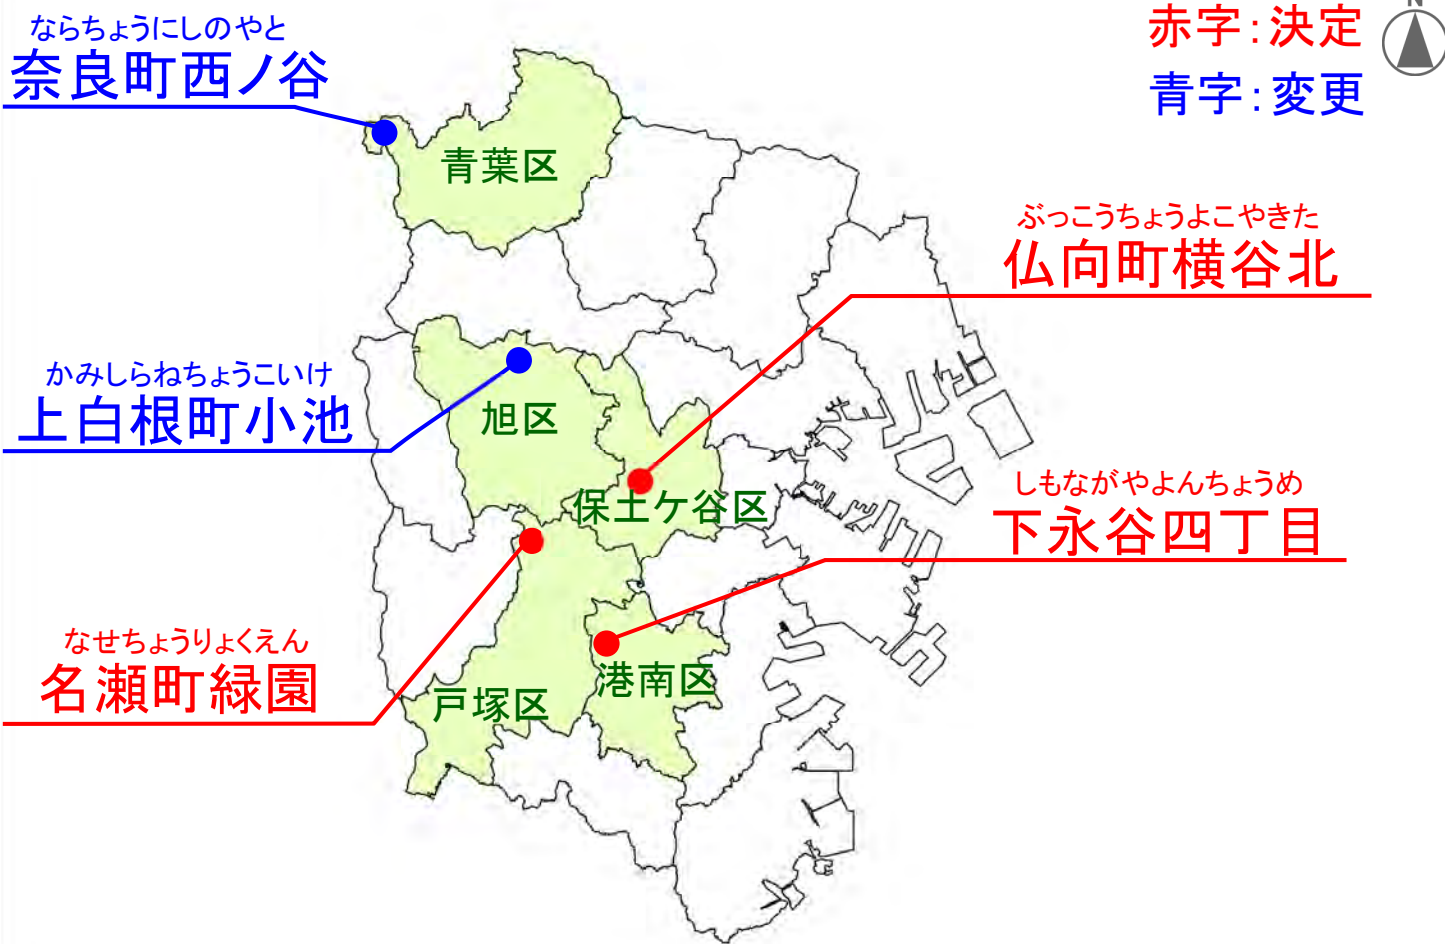 赤字：決定
青字：変更
N
ならちょうにしのやと
奈良町西ノ谷
青葉区
ぶっこうちょうよこやきた
仏向町横谷北
かみしらねちょうこいけ
上白根町小池
旭区
保土ケ谷区
しもながやよんちょうめ
下永谷四丁目
なせちょうりょくえん
名瀬町緑園
戸塚区
港南区